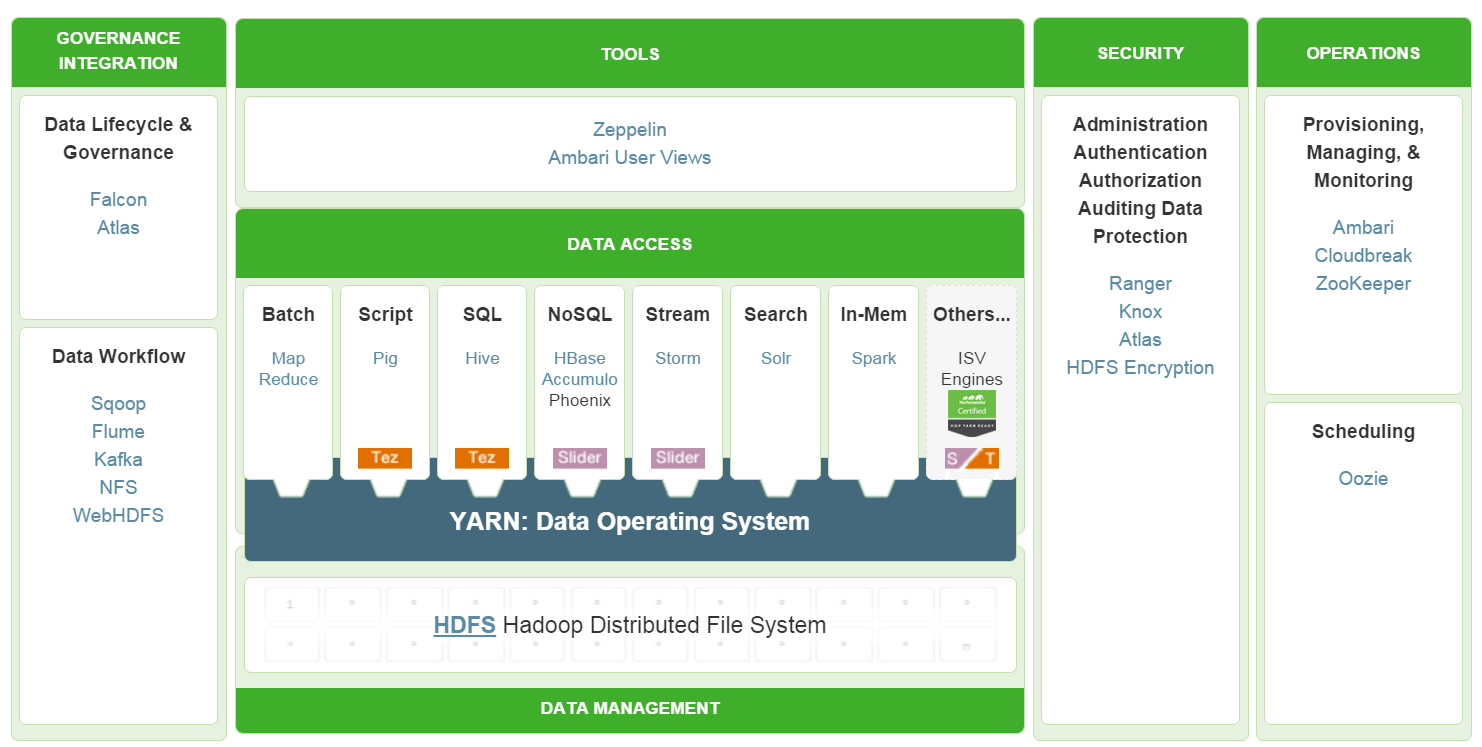 GOVERNANCE
INTEGRATION
Data Lifecycle &
Governance
Falcon
Atlas
Data Workflow
Sqoop
Flume
Kafka
NFS
WebHDFS
TOOLS
Zeppelin
Ambari User Views
DATA ACCESS
Batch
Map
Reduce
Script
Pig
Tez
SQL
Hive
Tez
NoSQL
HBase
Accumulo
Phoenix
Slider
Stream
Storm
Slider
Search
Solr
In-Mem
Spark
Others...
ISV
Engines
Hortonworks
Certified
HDP YARN READY
S T
YARN: Data Operating System
1
HDFS Hadoop Distributed File System
n
DATA MANAGEMENT
SECURITY
Administration
Authentication
Authorization
Auditing Data
Protection
Ranger
Knox
Atlas
HDFS Encryption
OPERATIONS
Provisioning,
Managing, &
Monitoring
Ambari
Cloudbreak
ZooKeeper
Scheduling
Oozie